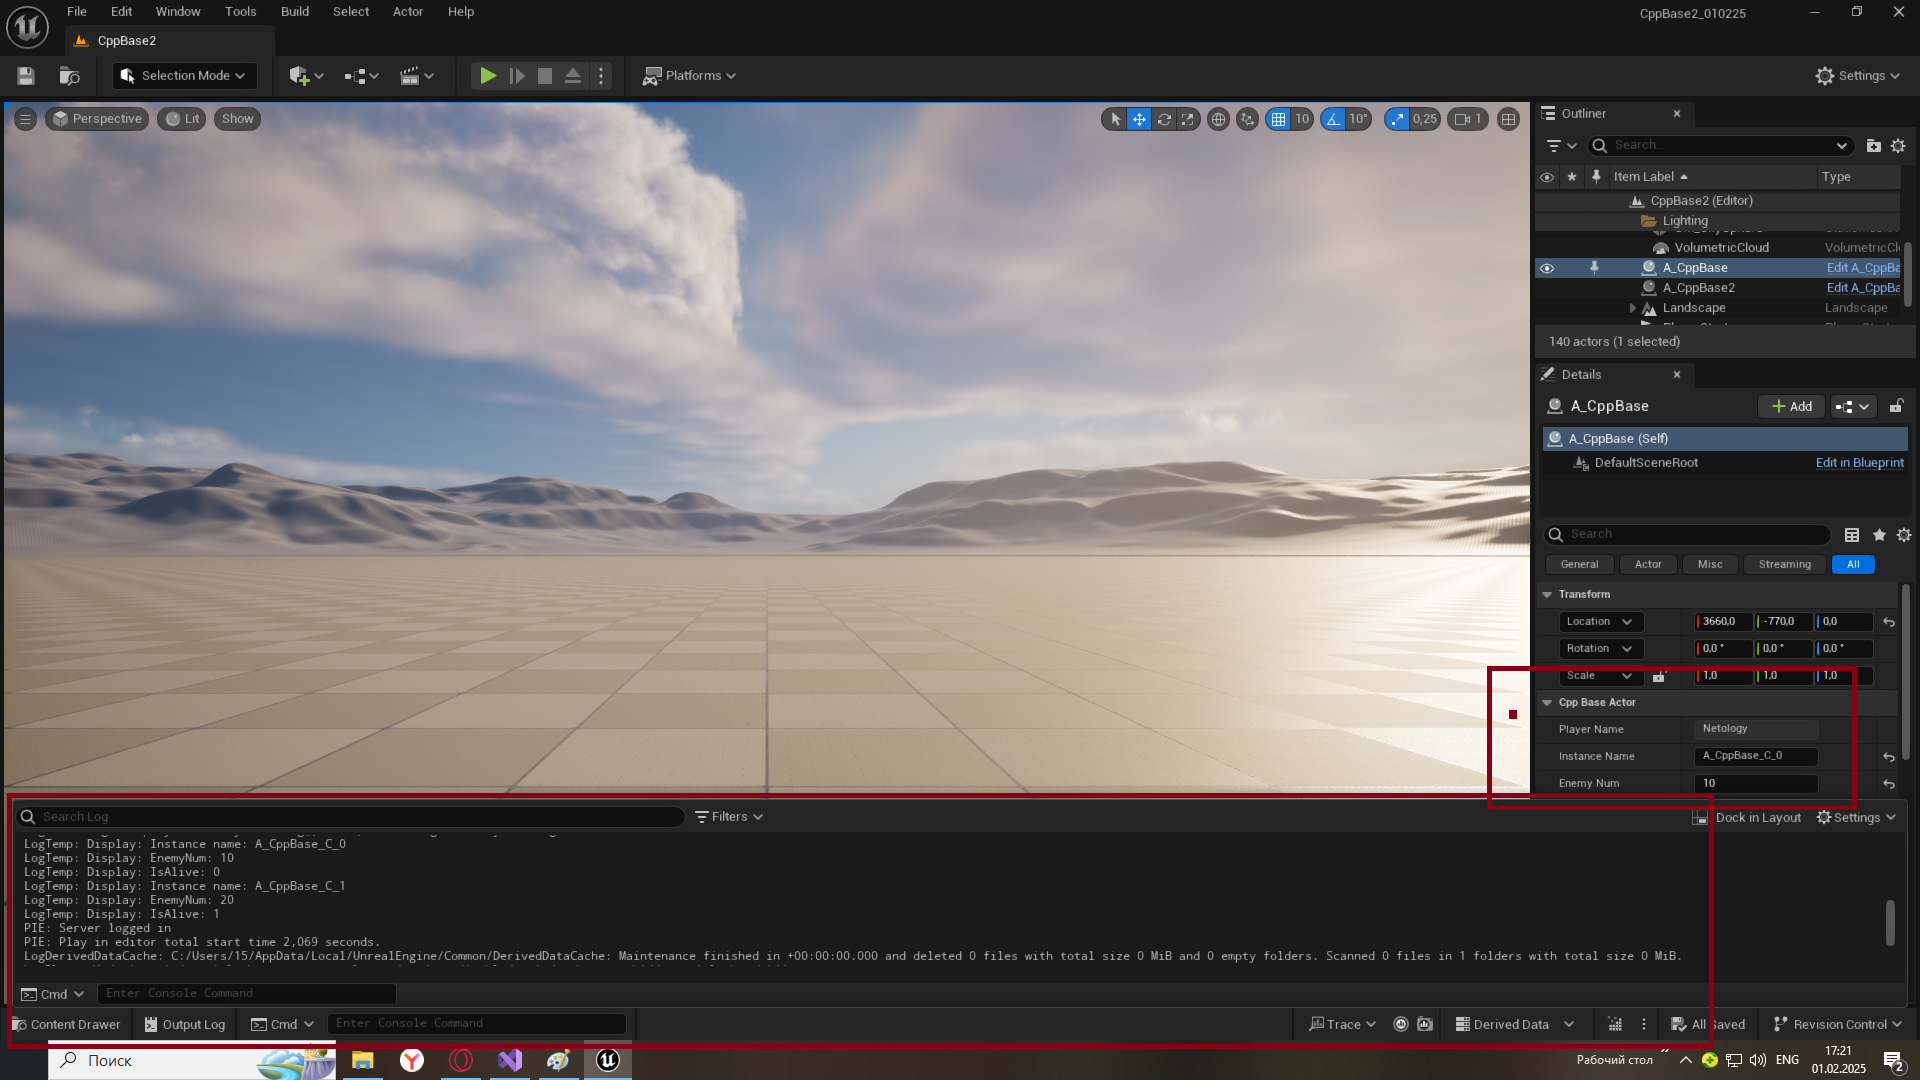 File Edit Window Tools Build Select Actor Help
CppBase2_010225
CppBase2
Selection Mode
Platforms
Settings
Perspective
Lit
Show
10
10°
0,25
1
Outliner
Search...
Item Label
Type
CppBase2 (Editor)
Lighting
VolumetricCloud
VolumetricCl
A_CppBase
Edit A_CppBa
A_CppBase2
Edit A_CppBa
Landscape
Landscape
140 actors (1 selected)
Details
A_CppBase
Add
A_CppBase (Self)
DefaultSceneRoot
Edit in Blueprint
Search
General
Actor
Misc
Streaming
All
Transform
Location 3660,0 -770,0 0,0
Rotation 0,0 ° 0,0 ° 0,0 °
Scale 1,0 1,0 1,0
Cpp Base Actor
Player Name Netology
Instance Name A_CppBase_C_0
Enemy Num 10
Search Log
Filters
Dock in Layout
Settings
LogTemp: Display: Instance name: A_CppBase_C_0
LogTemp: Display: EnemyNum: 10
LogTemp: Display: IsAlive: 0
LogTemp: Display: Instance name: A_CppBase_C_1
LogTemp: Display: EnemyNum: 20
LogTemp: Display: IsAlive: 1
PIE: Server logged in
PIE: Play in editor total start time 2,069 seconds.
LogDerivedDataCache: C:/Users/15/AppData/Local/UnrealEngine/Common/DerivedDataCache: Maintenance finished in +00:00:00.000 and deleted 0 files with total size 0 MiB and 0 empty folders. Scanned 0 files in 1 folders with total size 0 MiB.
Cmd
Enter Console Command
Content Drawer
Output Log
Cmd
Enter Console Command
Trace
Derived Data
All Saved
Revision Control
Поиск
Рабочий стол
ENG
17:21
01.02.2025
2